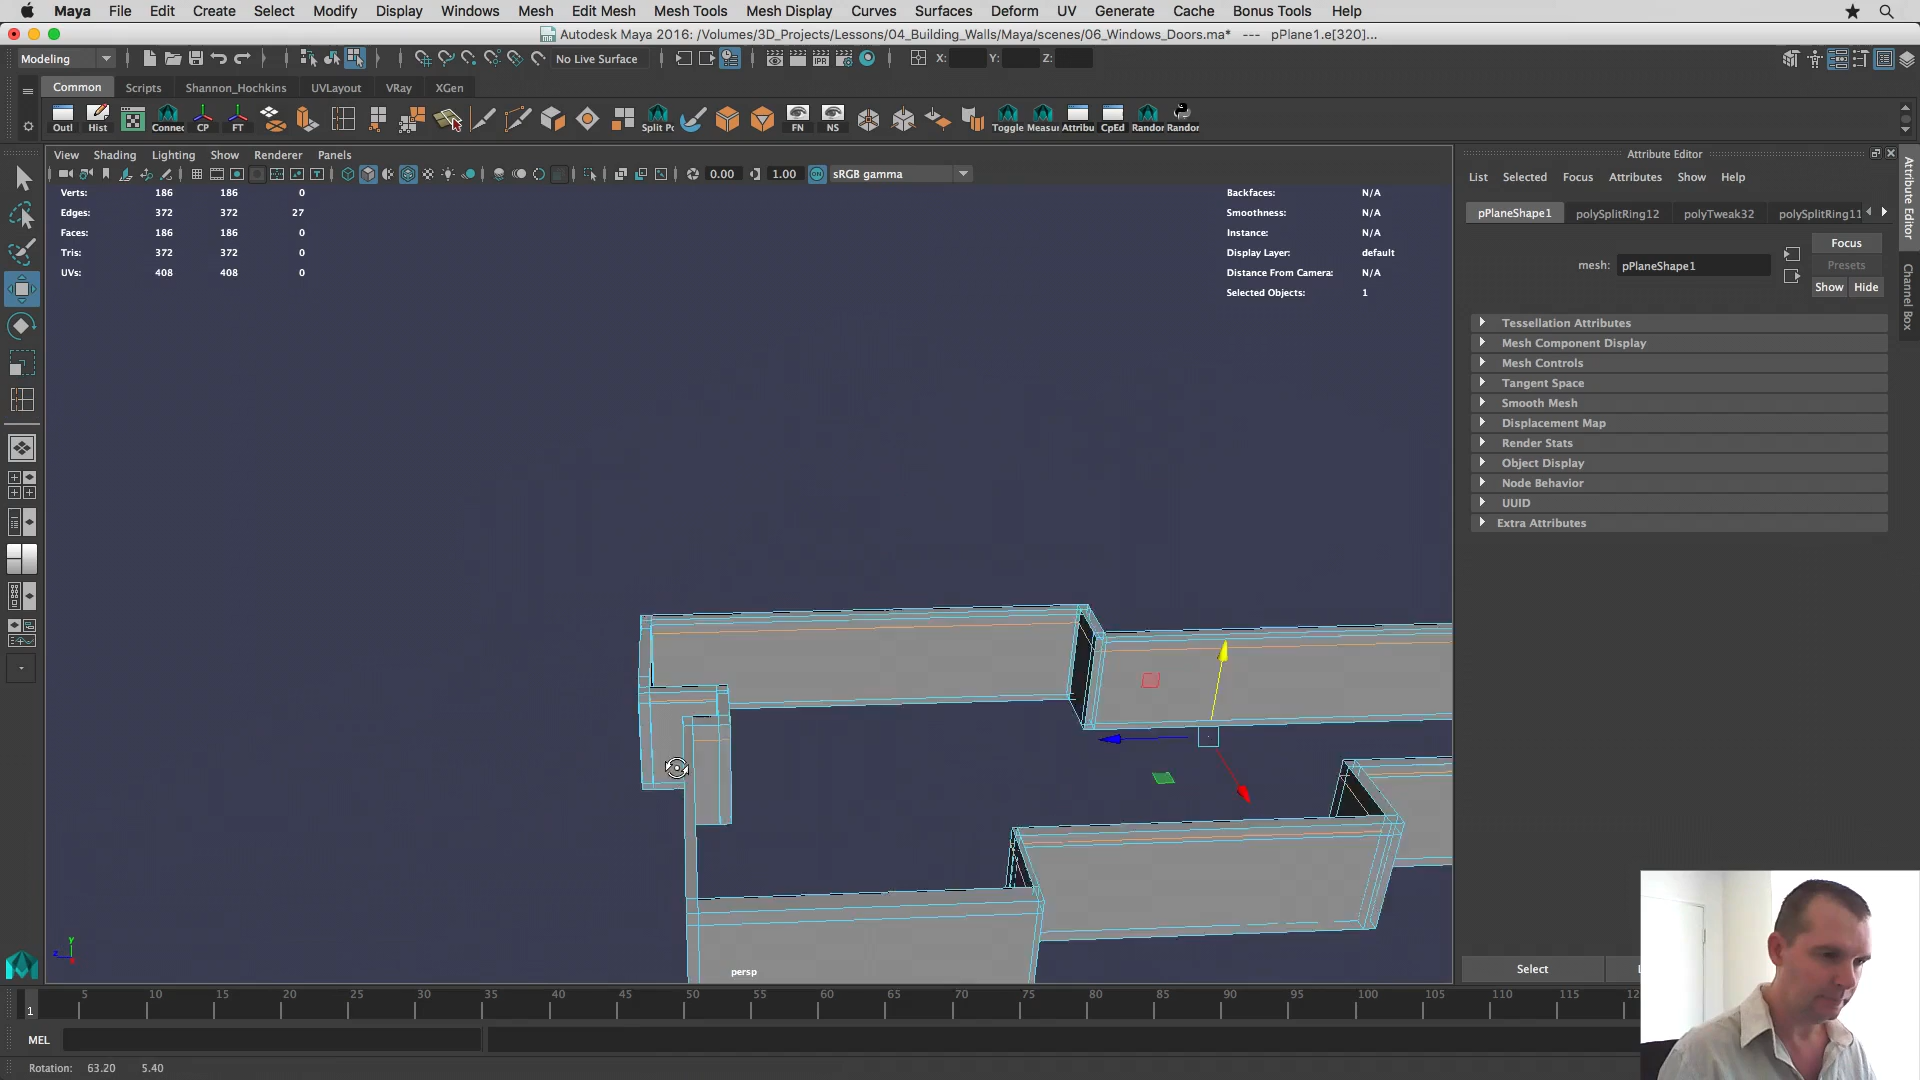 Maya File Edit Create Select Modify Display Windows Mesh Edit Mesh Mesh Tools Mesh Display Curves Surfaces Deform UV Generate Cache Bonus Tools Help
Autodesk Maya 2016: /Volumes/3D_Projects/Lessons/04_Building_Walls/Maya/scenes/06_Windows_Doors.ma* --- pPlane1.e[320]...
Modeling No Live Surface X: Y: Z:
Common Scripts Shannon_Hochkins UVLayout VRay XGen
Outl Hist Connec CP FT Split Po FN NS Toggle Measu Attribu CpEd Randor Randor
View Shading Lighting Show Renderer Panels
0.00 1.00 sRGB gamma
Verts: 186 186 0
Edges: 372 372 27
Faces: 186 186 0
Tris: 372 372 0
UVs: 408 408 0
Backfaces: N/A
Smoothness: N/A
Instance: N/A
Display Layer: default
Distance From Camera: N/A
Selected Objects: 1
persp
Attribute Editor
List Selected Focus Attributes Show Help
pPlaneShape1 polySplitRing12 polyTweak32 polySplitRing11
Focus
mesh: pPlaneShape1
Presets
Show Hide
Tessellation Attributes
Mesh Component Display
Mesh Controls
Tangent Space
Smooth Mesh
Displacement Map
Render Stats
Object Display
Node Behavior
UUID
Extra Attributes
Select
Attribute Editor
Channel Box
5 10 15 20 25 30 35 40 45 50 55 60 65 70 75 80 85 90 95 100 105 110 115 12
1
MEL
Rotation: 63.20 5.40